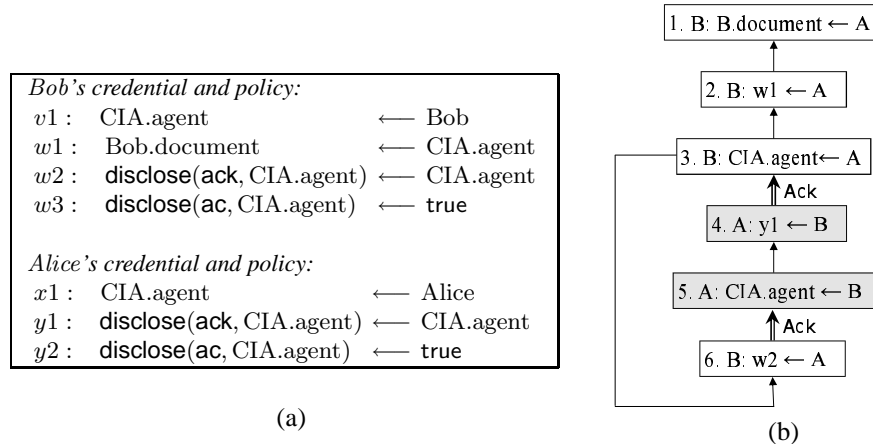 Bob's credential and policy:
v1 : CIA.agent ⟵ Bob
w1 : Bob.document ⟵ CIA.agent
w2 : disclose(ack, CIA.agent) ⟵ CIA.agent
w3 : disclose(ac, CIA.agent) ⟵ true
Alice's credential and policy:
x1 : CIA.agent ⟵ Alice
y1 : disclose(ack, CIA.agent) ⟵ CIA.agent
y2 : disclose(ac, CIA.agent) ⟵ true
(a)
1. B: B.document ← A
2. B: w1 ← A
3. B: CIA.agent← A
Ack
4. A: y1 ← B
5. A: CIA.agent ← B
Ack
6. B: w2 ← A
(b)